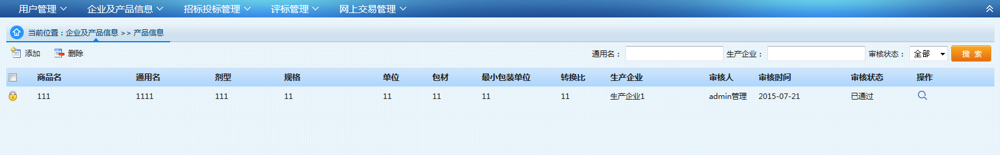 用户管理 企业及产品信息 招标投标管理 评标管理 网上交易管理
当前位置：企业及产品信息 >> 产品信息
添加 删除 通用名： 生产企业： 审核状态： 全部 搜 索
商品名 通用名 剂型 规格 单位 包材 最小包装单位 转换比 生产企业 审核人 审核时间 审核状态 操作
111 1111 111 11 11 11 11 11 生产企业1 admin管理 2015-07-21 已通过